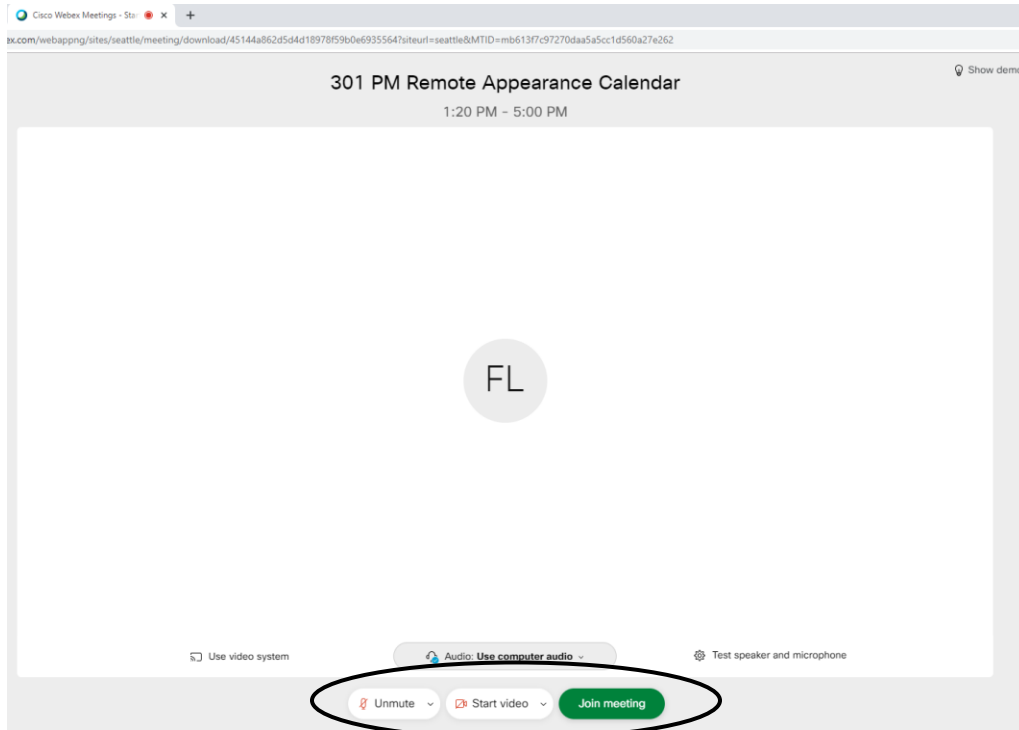 Cisco Webex Meetings - Sta
ex.com/webappng/sites/seattle/meeting/download/45144a862d5d4d18978f59b0e6935564?siteurl=seattle&MTID=mb613f7c97270daa5a5cc1d560a27e262
301 PM Remote Appearance Calendar
Show demo
1:20 PM - 5:00 PM
FL
Use video system
Audio: Use computer audio
Test speaker and microphone
Unmute
Start video
Join meeting